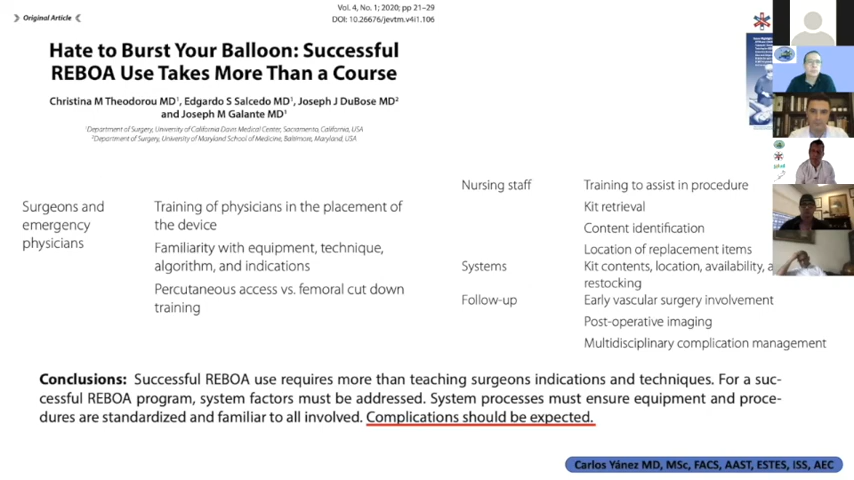 Original Article
Vol. 4, No. 1; 2020; pp 21–29
DOI: 10.26676/jevtm.v4i1.106
Hate to Burst Your Balloon: Successful
REBOA Use Takes More Than a Course
Christina M Theodorou MD¹, Edgardo S Salcedo MD¹, Joseph J DuBose MD²
and Joseph M Galante MD¹
¹Department of Surgery, University of California Davis Medical Center, Sacramento, California, USA
²Department of Surgery, University of Maryland School of Medicine, Baltimore, Maryland, USA
Surgeons and
emergency
physicians
Training of physicians in the placement of
the device
Familiarity with equipment, technique,
algorithm, and indications
Percutaneous access vs. femoral cut down
training
Nursing staff
Training to assist in procedure
Kit retrieval
Content identification
Location of replacement items
Systems
Kit contents, location, availability, a
restocking
Follow-up
Early vascular surgery involvement
Post-operative imaging
Multidisciplinary complication management
Conclusions: Successful REBOA use requires more than teaching surgeons indications and techniques. For a suc-
cessful REBOA program, system factors must be addressed. System processes must ensure equipment and proce-
dures are standardized and familiar to all involved. Complications should be expected.
Carlos Yánez MD, MSc, FACS, AAST, ESTES, ISS, AEC